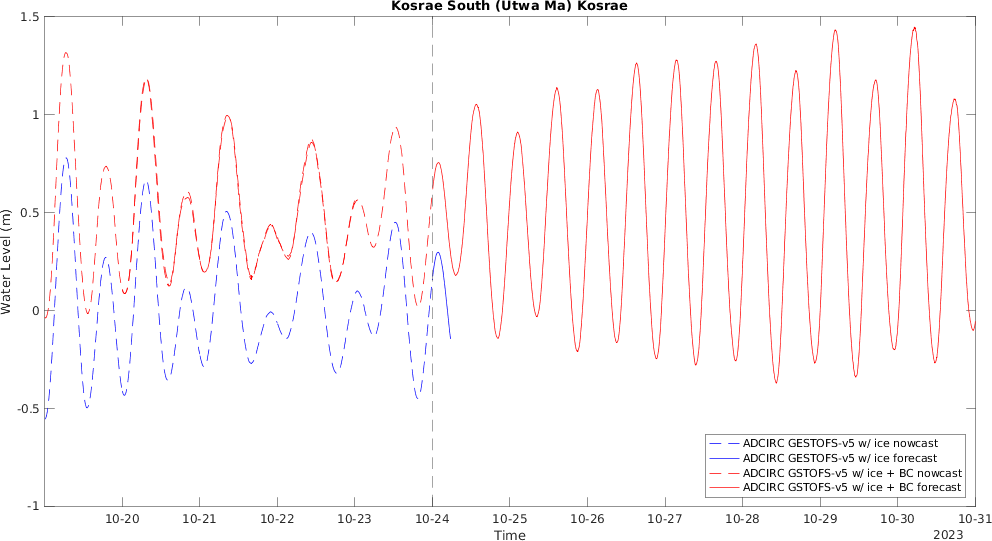 Kosrae South (Utwa Ma) Kosrae
1.5
1
0.5
0
-0.5
-1
Water Level (m)
ADCIRC GESTOFS-v5 w/ ice nowcast
ADCIRC GESTOFS-v5 w/ ice forecast
ADCIRC GSTOFS-v5 w/ ice + BC nowcast
ADCIRC GSTOFS-v5 w/ ice + BC forecast
10-20 10-21 10-22 10-23 10-24 10-25 10-26 10-27 10-28 10-29 10-30 10-31
Time
2023